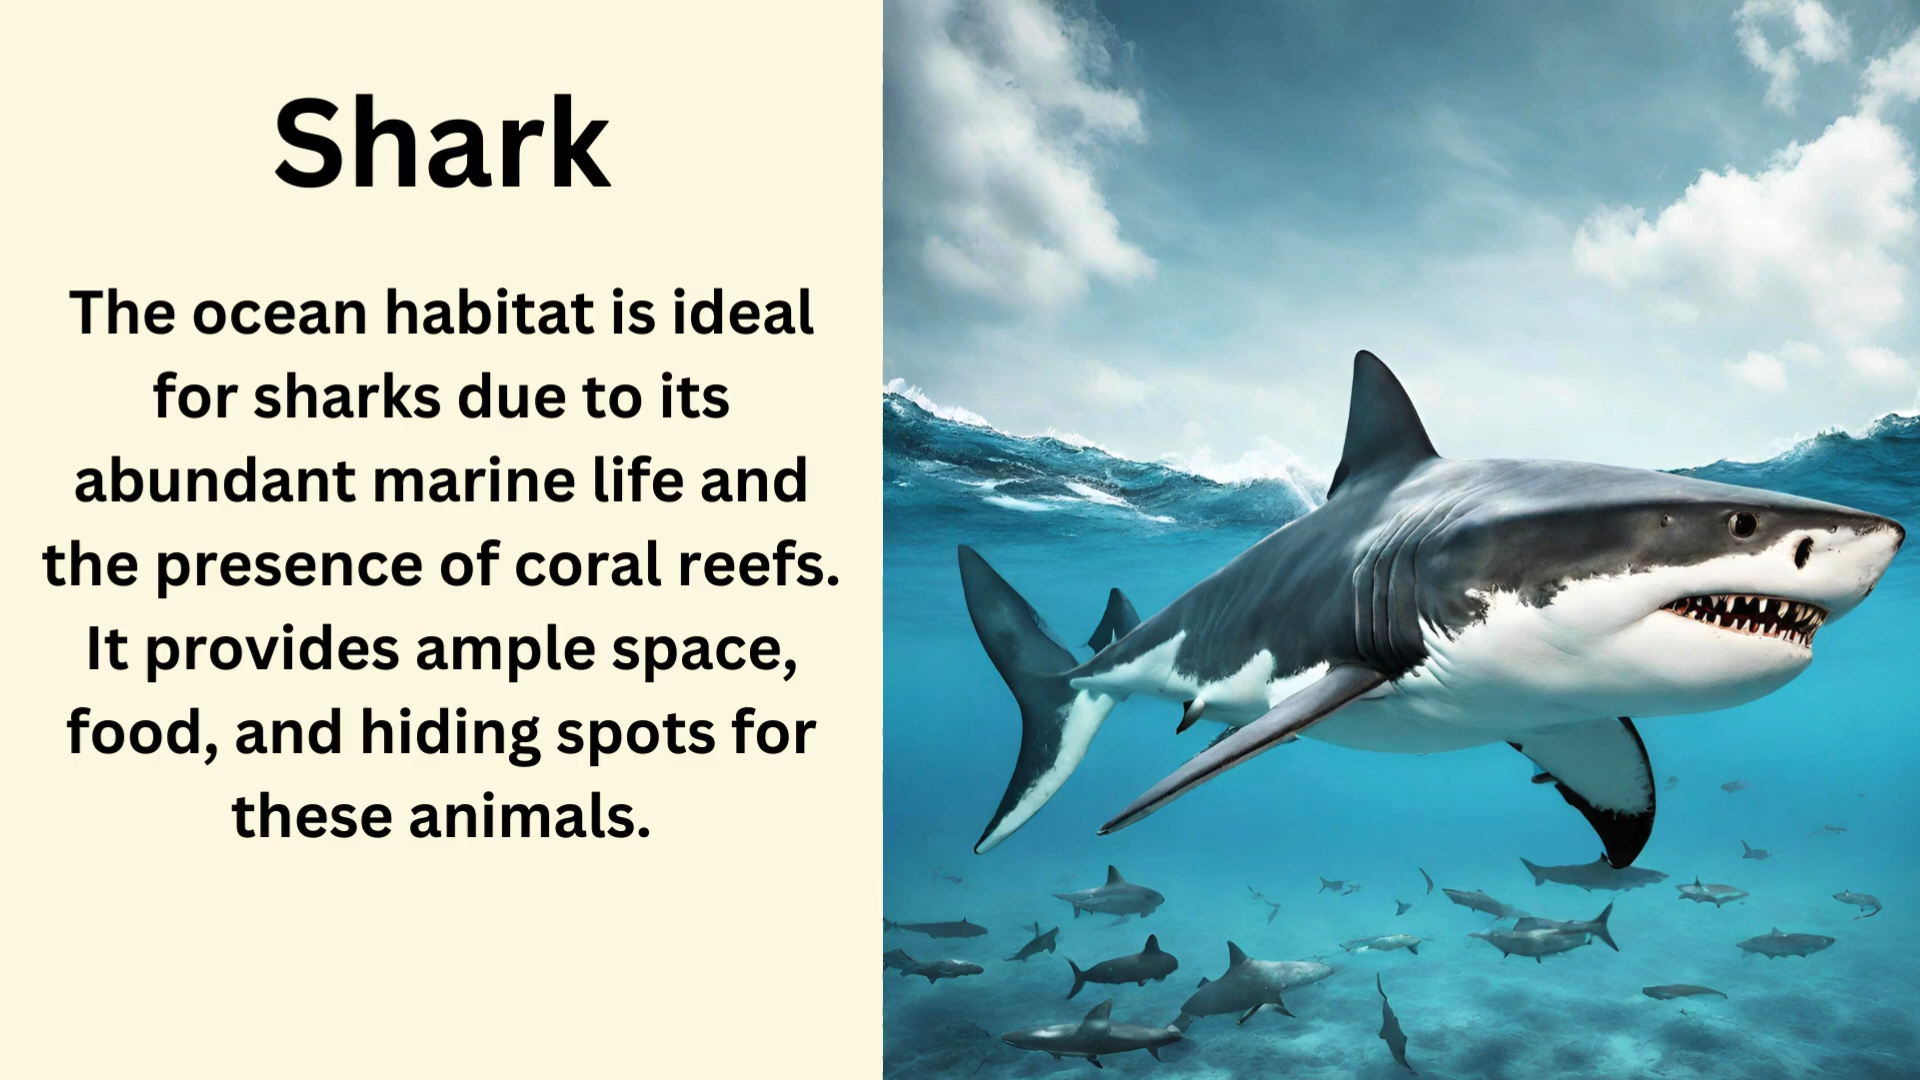 Shark
The ocean habitat is ideal
for sharks due to its
abundant marine life and
the presence of coral reefs.
It provides ample space,
food, and hiding spots for
these animals.